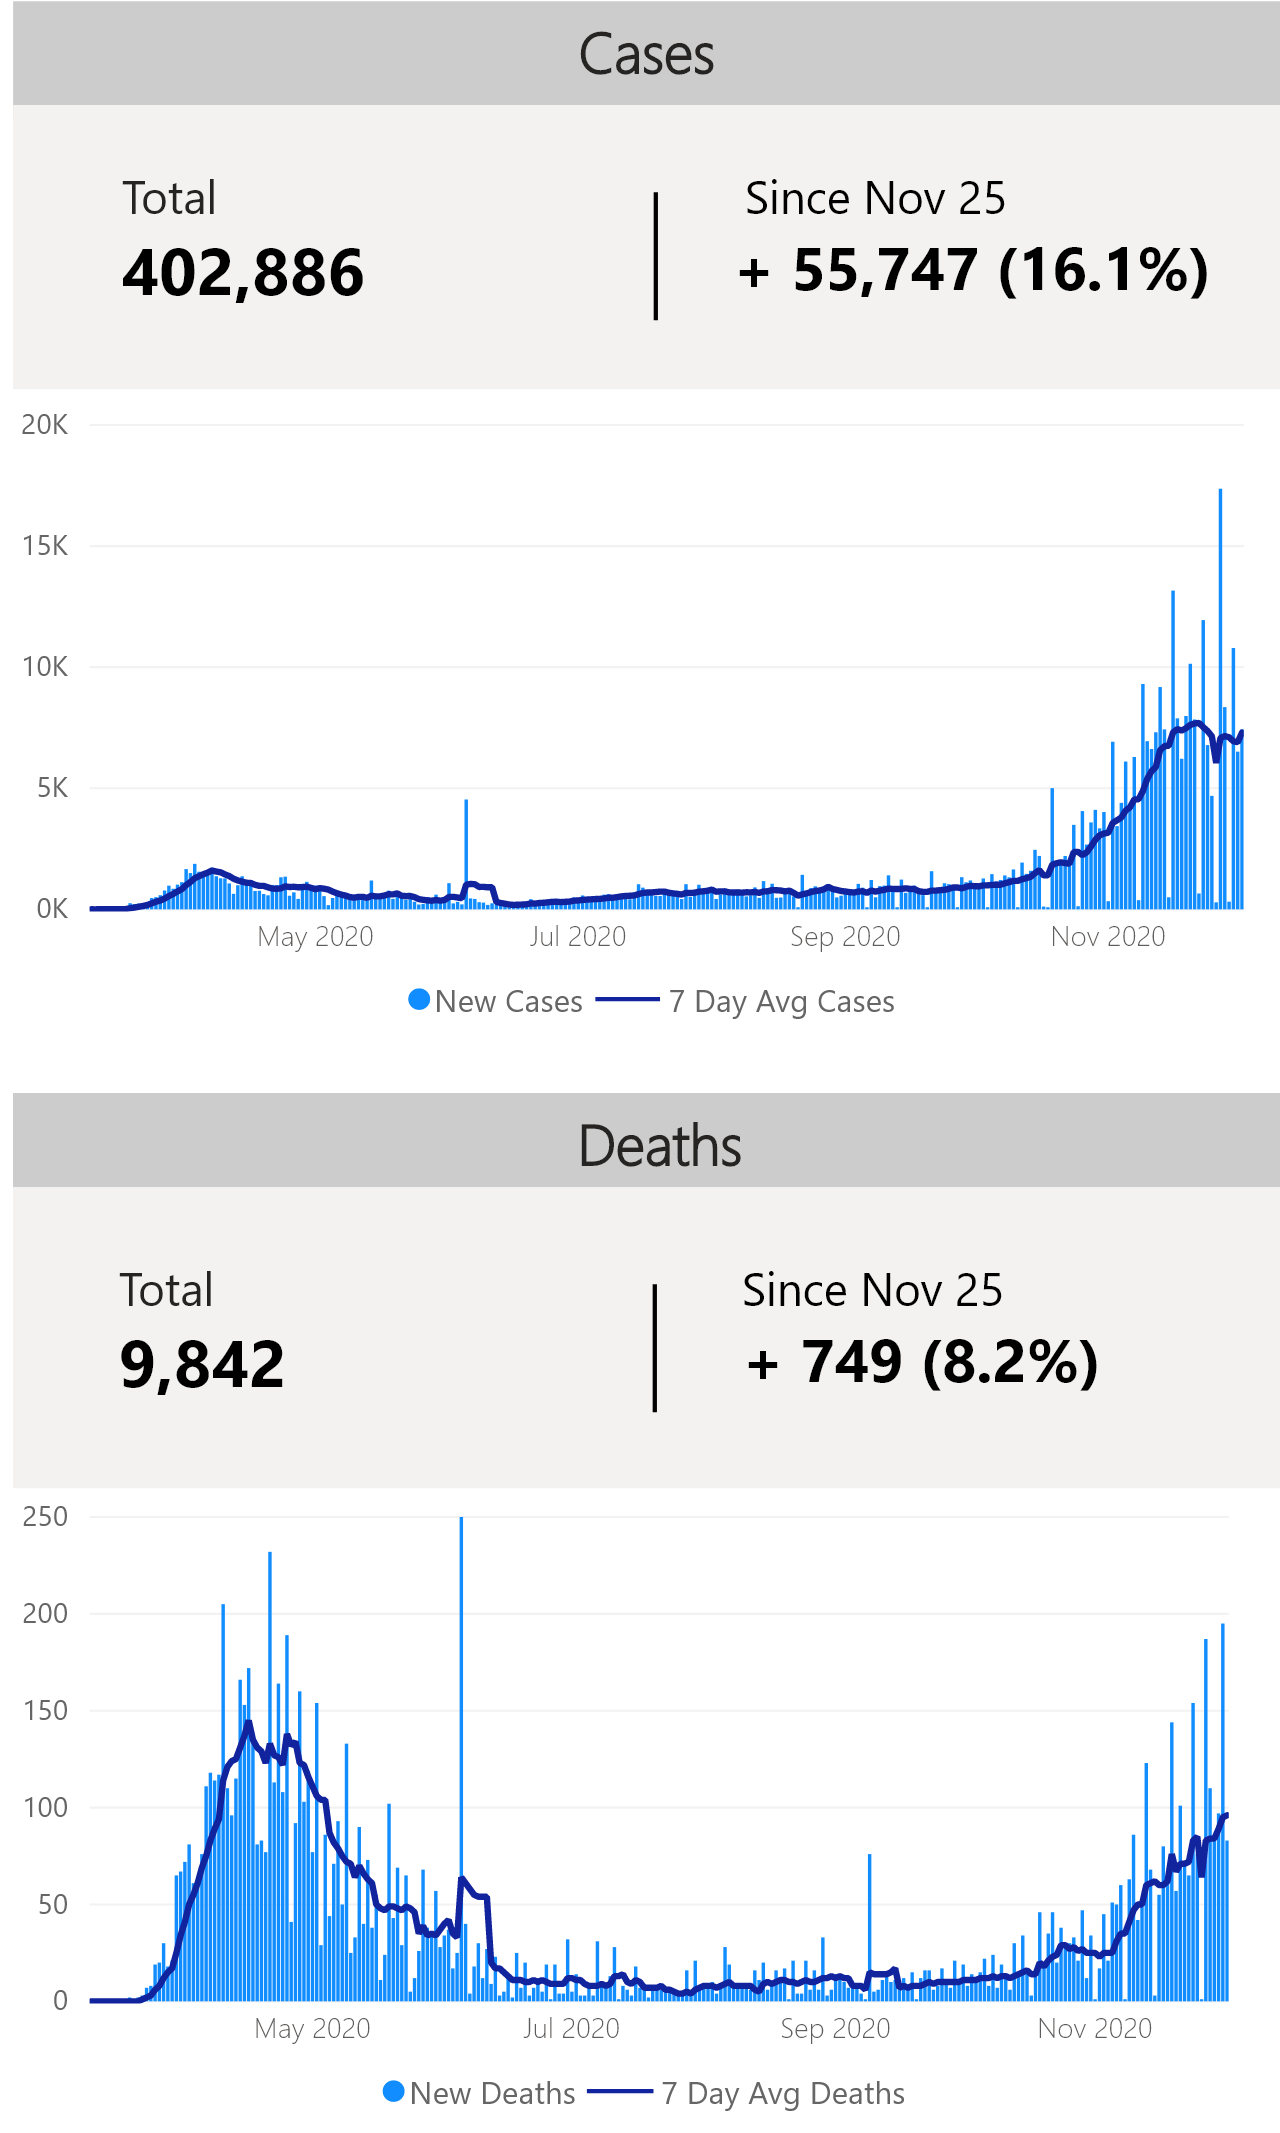 Cases
Total
Since Nov 25
402,886
+ 55,747 (16.1%)
20K
15K
10K
5K
0K
May 2020
Jul 2020
Sep 2020
Nov 2020
New Cases
7 Day Avg Cases
Deaths
Total
Since Nov 25
9,842
+ 749 (8.2%)
250
200
150
100
50
0
May 2020
Jul 2020
Sep 2020
Nov 2020
New Deaths
7 Day Avg Deaths